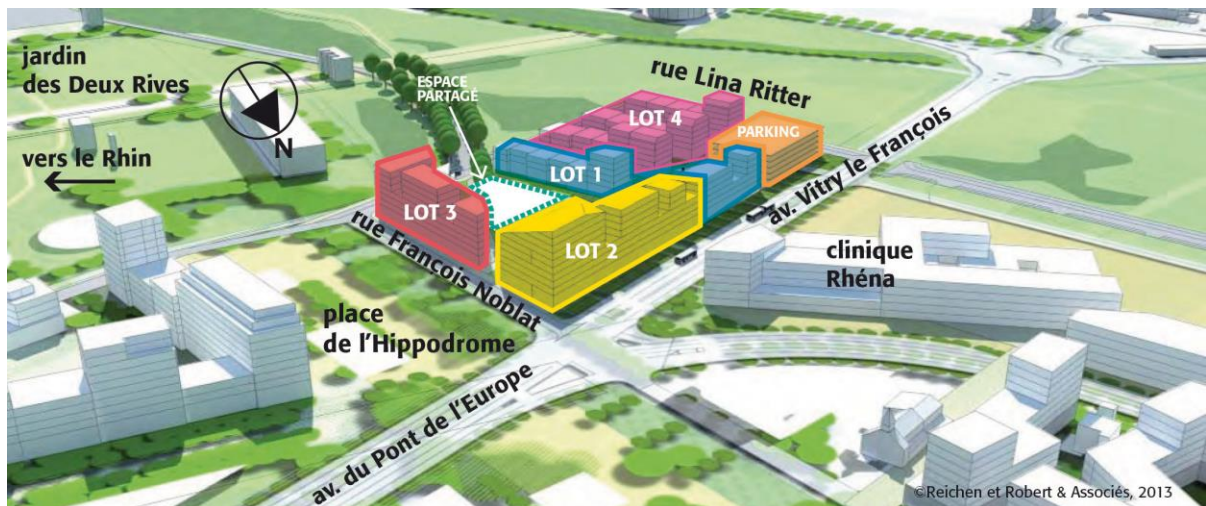 jardin
des Deux Rives
vers le Rhin
N
ESPACE
PARTAGÉ
rue Lina Ritter
LOT 4
PARKING
LOT 1
LOT 3
LOT 2
av. Vitry le François
rue François Noblat
clinique
Rhéna
place
de l'Hippodrome
av. du Pont de l'Europe
©Reichen et Robert & Associés, 2013